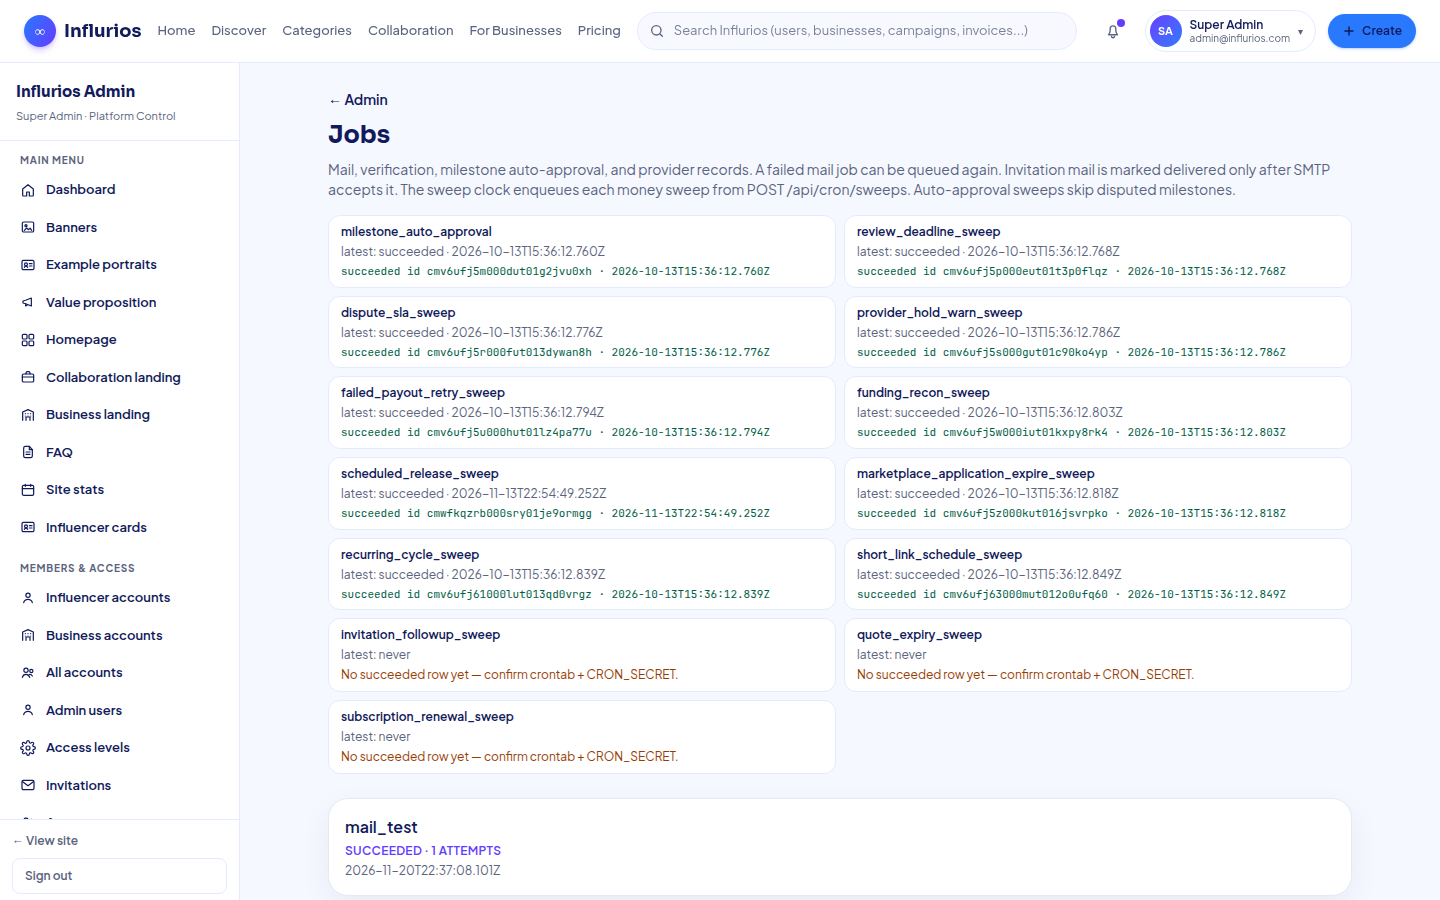 ∞ Influrios Home Discover Categories Collaboration For Businesses Pricing Search Influrios (users, businesses, campaigns, invoices...) SA Super Admin admin@influrios.com ▾ + Create
Influrios Admin
Super Admin · Platform Control
MAIN MENU
Dashboard
Banners
Example portraits
Value proposition
Homepage
Collaboration landing
Business landing
FAQ
Site stats
Influencer cards
MEMBERS & ACCESS
Influencer accounts
Business accounts
All accounts
Admin users
Access levels
Invitations
← View site
Sign out
← Admin
Jobs
Mail, verification, milestone auto-approval, and provider records. A failed mail job can be queued again. Invitation mail is marked delivered only after SMTP
accepts it. The sweep clock enqueues each money sweep from POST /api/cron/sweeps. Auto-approval sweeps skip disputed milestones.
milestone_auto_approval
latest: succeeded · 2026-10-13T15:36:12.760Z
succeeded id cmv6ufj5m000dut01g2jvu0xh · 2026-10-13T15:36:12.760Z
review_deadline_sweep
latest: succeeded · 2026-10-13T15:36:12.768Z
succeeded id cmv6ufj5p000eut01t3p0flqz · 2026-10-13T15:36:12.768Z
dispute_sla_sweep
latest: succeeded · 2026-10-13T15:36:12.776Z
succeeded id cmv6ufj5r000fut013dywan8h · 2026-10-13T15:36:12.776Z
provider_hold_warn_sweep
latest: succeeded · 2026-10-13T15:36:12.786Z
succeeded id cmv6ufj5s000gut01c90ko4yp · 2026-10-13T15:36:12.786Z
failed_payout_retry_sweep
latest: succeeded · 2026-10-13T15:36:12.794Z
succeeded id cmv6ufj5u000hut01lz4pa77u · 2026-10-13T15:36:12.794Z
funding_recon_sweep
latest: succeeded · 2026-10-13T15:36:12.803Z
succeeded id cmv6ufj5w000iut01kxpy8rk4 · 2026-10-13T15:36:12.803Z
scheduled_release_sweep
latest: succeeded · 2026-11-13T22:54:49.252Z
succeeded id cmwfkqzrb000sry01je9ormgg · 2026-11-13T22:54:49.252Z
marketplace_application_expire_sweep
latest: succeeded · 2026-10-13T15:36:12.818Z
succeeded id cmv6ufj5z000kut016jsvrpko · 2026-10-13T15:36:12.818Z
recurring_cycle_sweep
latest: succeeded · 2026-10-13T15:36:12.839Z
succeeded id cmv6ufj61000lut013qd0vrgz · 2026-10-13T15:36:12.839Z
short_link_schedule_sweep
latest: succeeded · 2026-10-13T15:36:12.849Z
succeeded id cmv6ufj63000mut012o0ufq60 · 2026-10-13T15:36:12.849Z
invitation_followup_sweep
latest: never
No succeeded row yet — confirm crontab + CRON_SECRET.
quote_expiry_sweep
latest: never
No succeeded row yet — confirm crontab + CRON_SECRET.
subscription_renewal_sweep
latest: never
No succeeded row yet — confirm crontab + CRON_SECRET.
mail_test
SUCCEEDED · 1 ATTEMPTS
2026-11-20T22:37:08.101Z